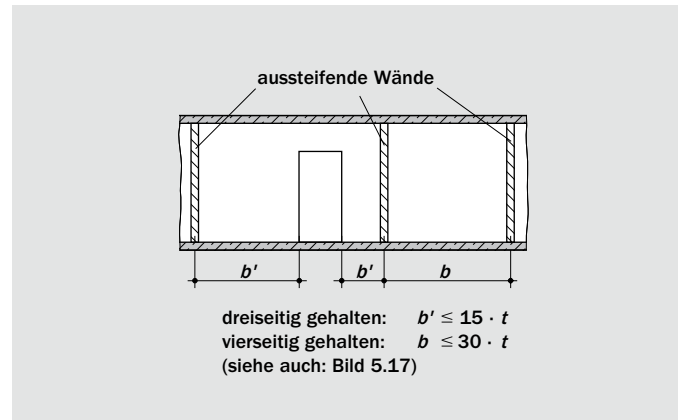 aussteifende Wände
b' b' b
dreiseitig gehalten: b' ≤ 15 · t
vierseitig gehalten: b ≤ 30 · t
(siehe auch: Bild 5.17)